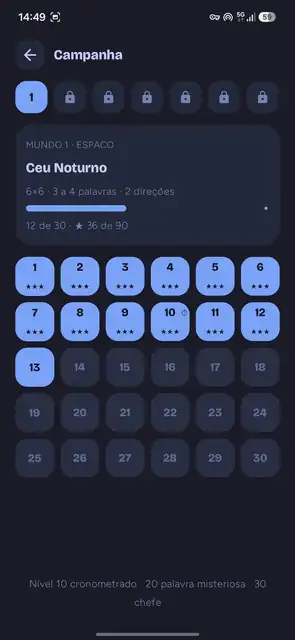 14:49
5G
59
Campanha
1
MUNDO 1 · ESPACO
Ceu Noturno
6×6 · 3 a 4 palavras · 2 direções
12 de 30 · ★ 36 de 90
1 2 3 4 5 6
★★★ ★★★ ★★★ ★★★ ★★★ ★★★
7 8 9 10 11 12
★★★ ★★★ ★★★ ★★★ ★★★ ★★★
13 14 15 16 17 18
19 20 21 22 23 24
25 26 27 28 29 30
Nível 10 cronometrado · 20 palavra misteriosa · 30
chefe